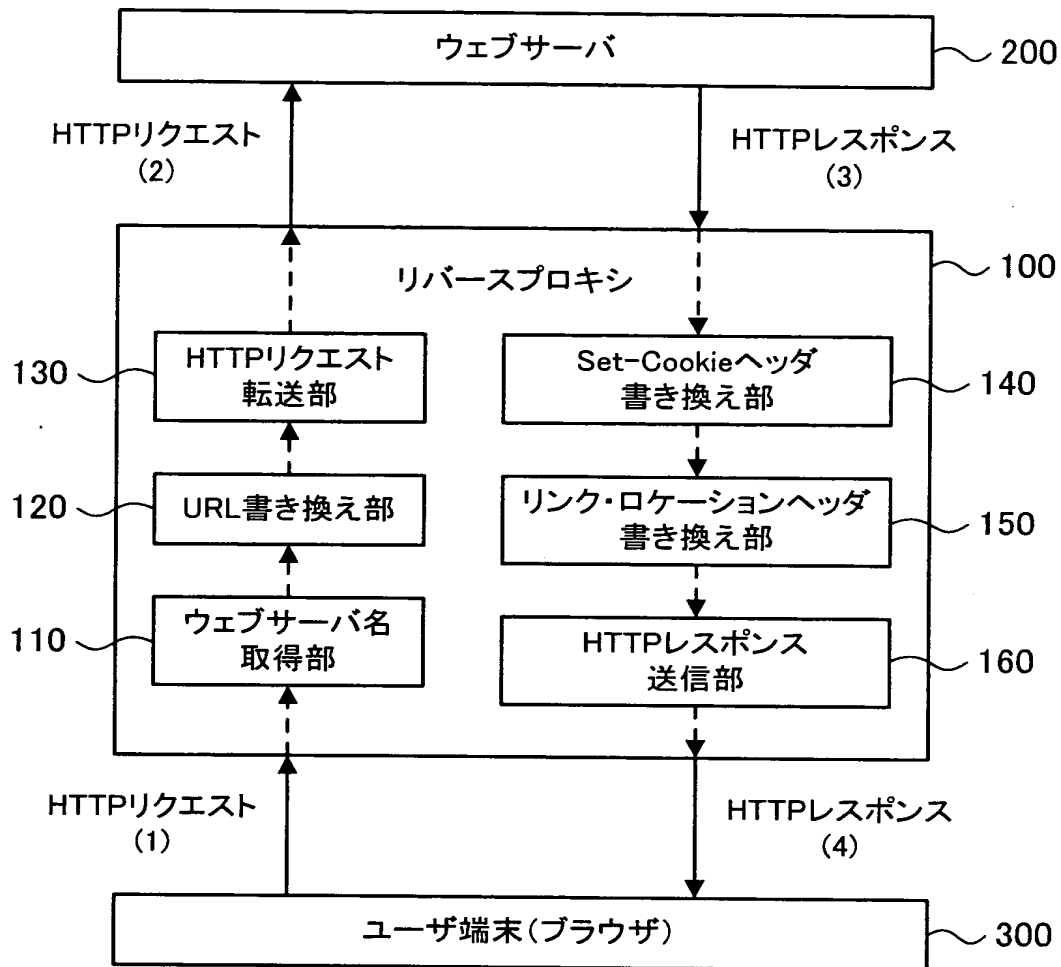 ウェブサーバ
200
HTTPリクエスト
(2)
HTTPレスポンス
(3)
リバースプロキシ
100
HTTPリクエスト
転送部
130
Set-Cookieヘッダ
書き換え部
140
URL書き換え部
120
リンク・ロケーションヘッダ
書き換え部
150
ウェブサーバ名
取得部
110
HTTPレスポンス
送信部
160
HTTPリクエスト
(1)
HTTPレスポンス
(4)
ユーザ端末(ブラウザ)
300